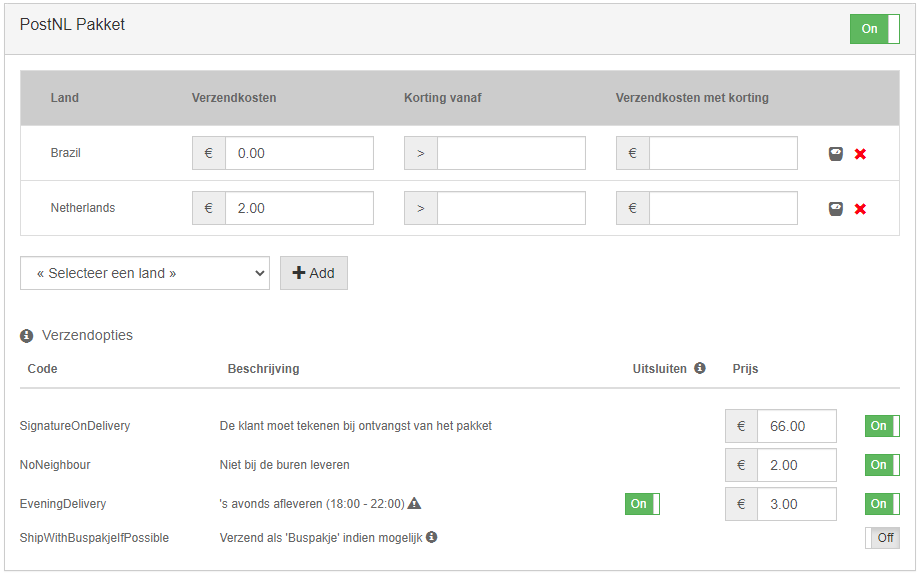 PostNL Pakket On
Land Verzendkosten Korting vanaf Verzendkosten met korting
Brazil € 0.00 > €
Netherlands € 2.00 > €
« Selecteer een land » Add
Verzendopties
Code Beschrijving Uitsluiten Prijs
SignatureOnDelivery De klant moet tekenen bij ontvangst van het pakket € 66.00 On
NoNeighbour Niet bij de buren leveren € 2.00 On
EveningDelivery 's avonds afleveren (18:00 - 22:00) On € 3.00 On
ShipWithBuspakjeIfPossible Verzend als 'Buspakje' indien mogelijk Off